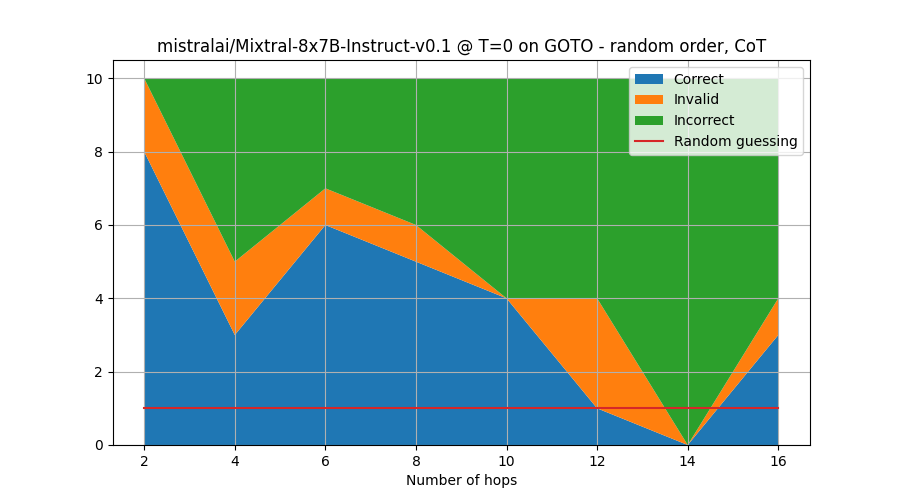 mistralai/Mixtral-8x7B-Instruct-v0.1 @ T=0 on GOTO - random order, CoT
10
8
6
4
2
0
Correct
Invalid
Incorrect
Random guessing
2 4 6 8 10 12 14 16
Number of hops